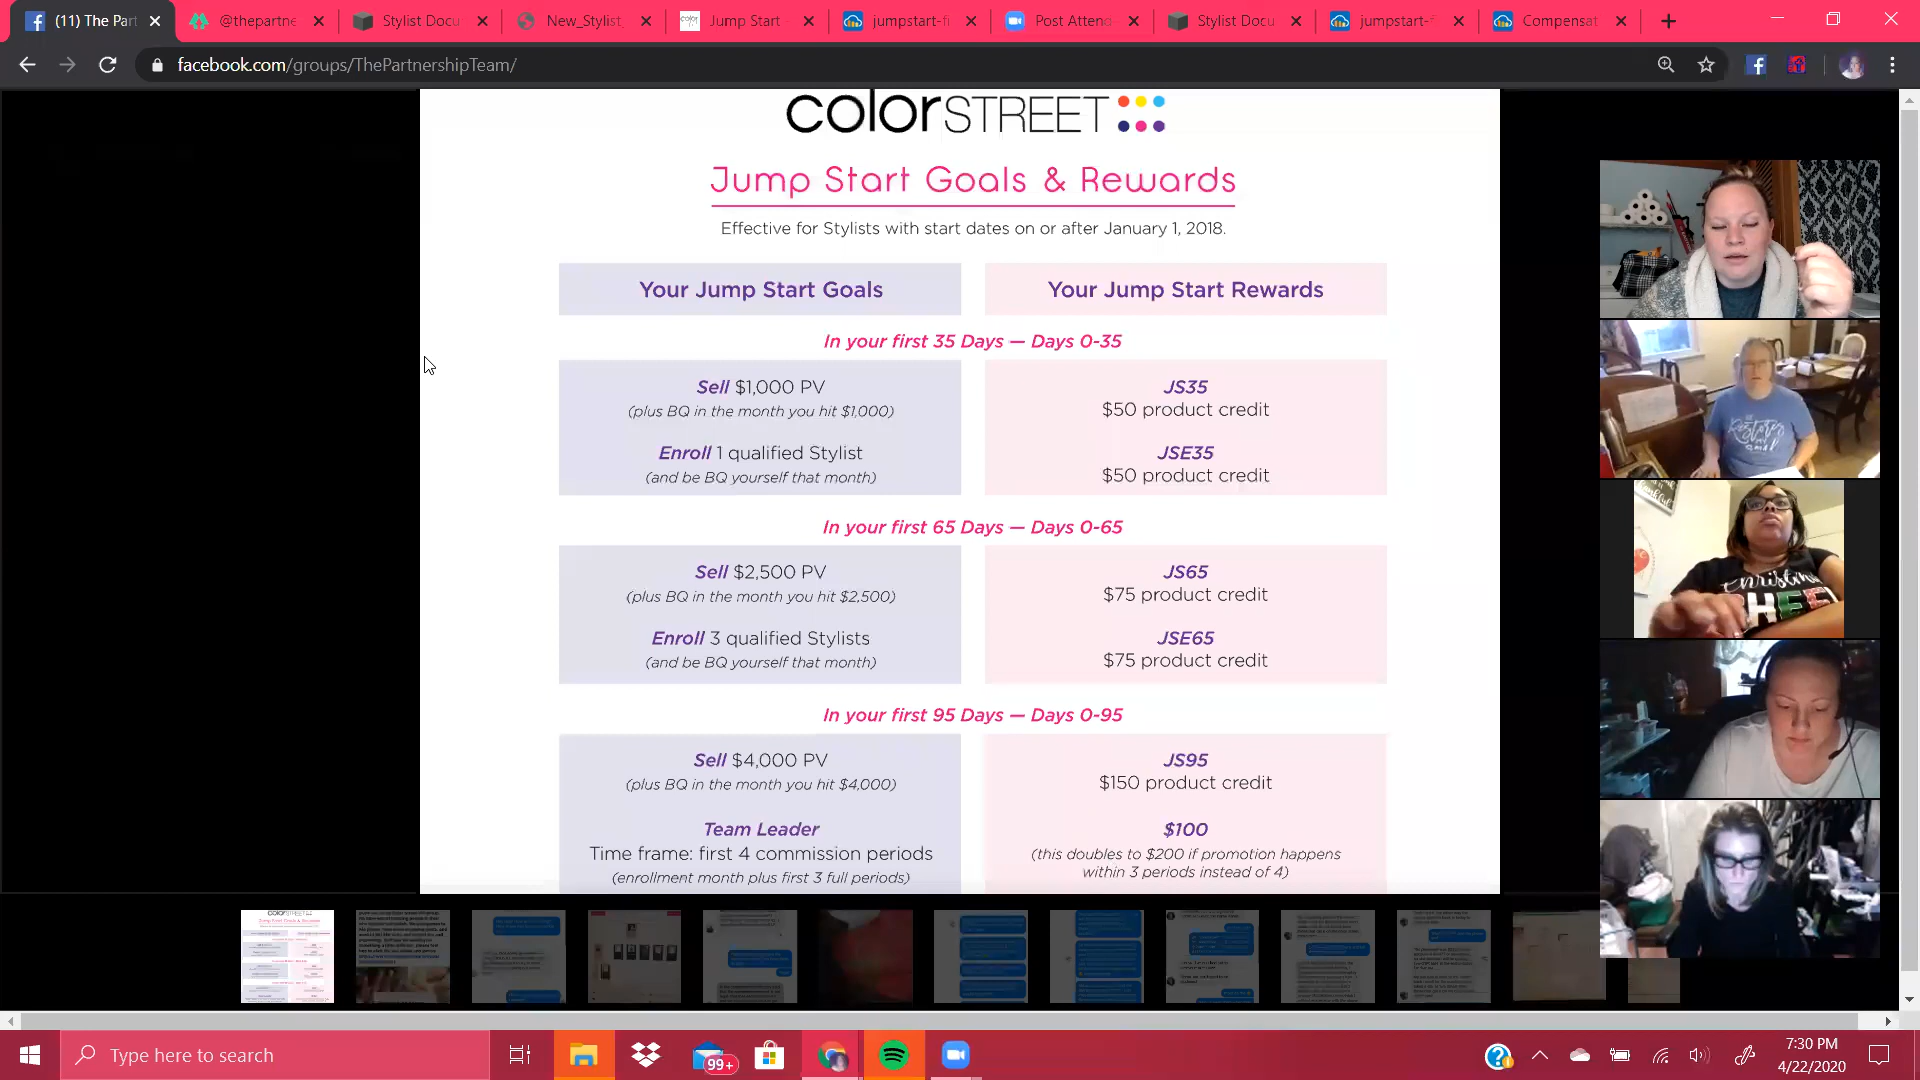 (11) The Part
@thepartne
Stylist Docu
New_Stylist_
Jump Start
jumpstart-fi
Post Attend
Stylist Docu
jumpstart-f
Compensat
facebook.com/groups/ThePartnershipTeam/
colorSTREET
Jump Start Goals & Rewards
Effective for Stylists with start dates on or after January 1, 2018.
Your Jump Start Goals
Your Jump Start Rewards
In your first 35 Days — Days 0-35
Sell $1,000 PV
(plus BQ in the month you hit $1,000)
Enroll 1 qualified Stylist
(and be BQ yourself that month)
JS35
$50 product credit
JSE35
$50 product credit
In your first 65 Days — Days 0-65
Sell $2,500 PV
(plus BQ in the month you hit $2,500)
Enroll 3 qualified Stylists
(and be BQ yourself that month)
JS65
$75 product credit
JSE65
$75 product credit
In your first 95 Days — Days 0-95
Sell $4,000 PV
(plus BQ in the month you hit $4,000)
Team Leader
Time frame: first 4 commission periods
(enrollment month plus first 3 full periods)
JS95
$150 product credit
$100
(this doubles to $200 if promotion happens
within 3 periods instead of 4)
Christmas
CHEER
colorSTREET
Type here to search
99+
7:30 PM
4/22/2020